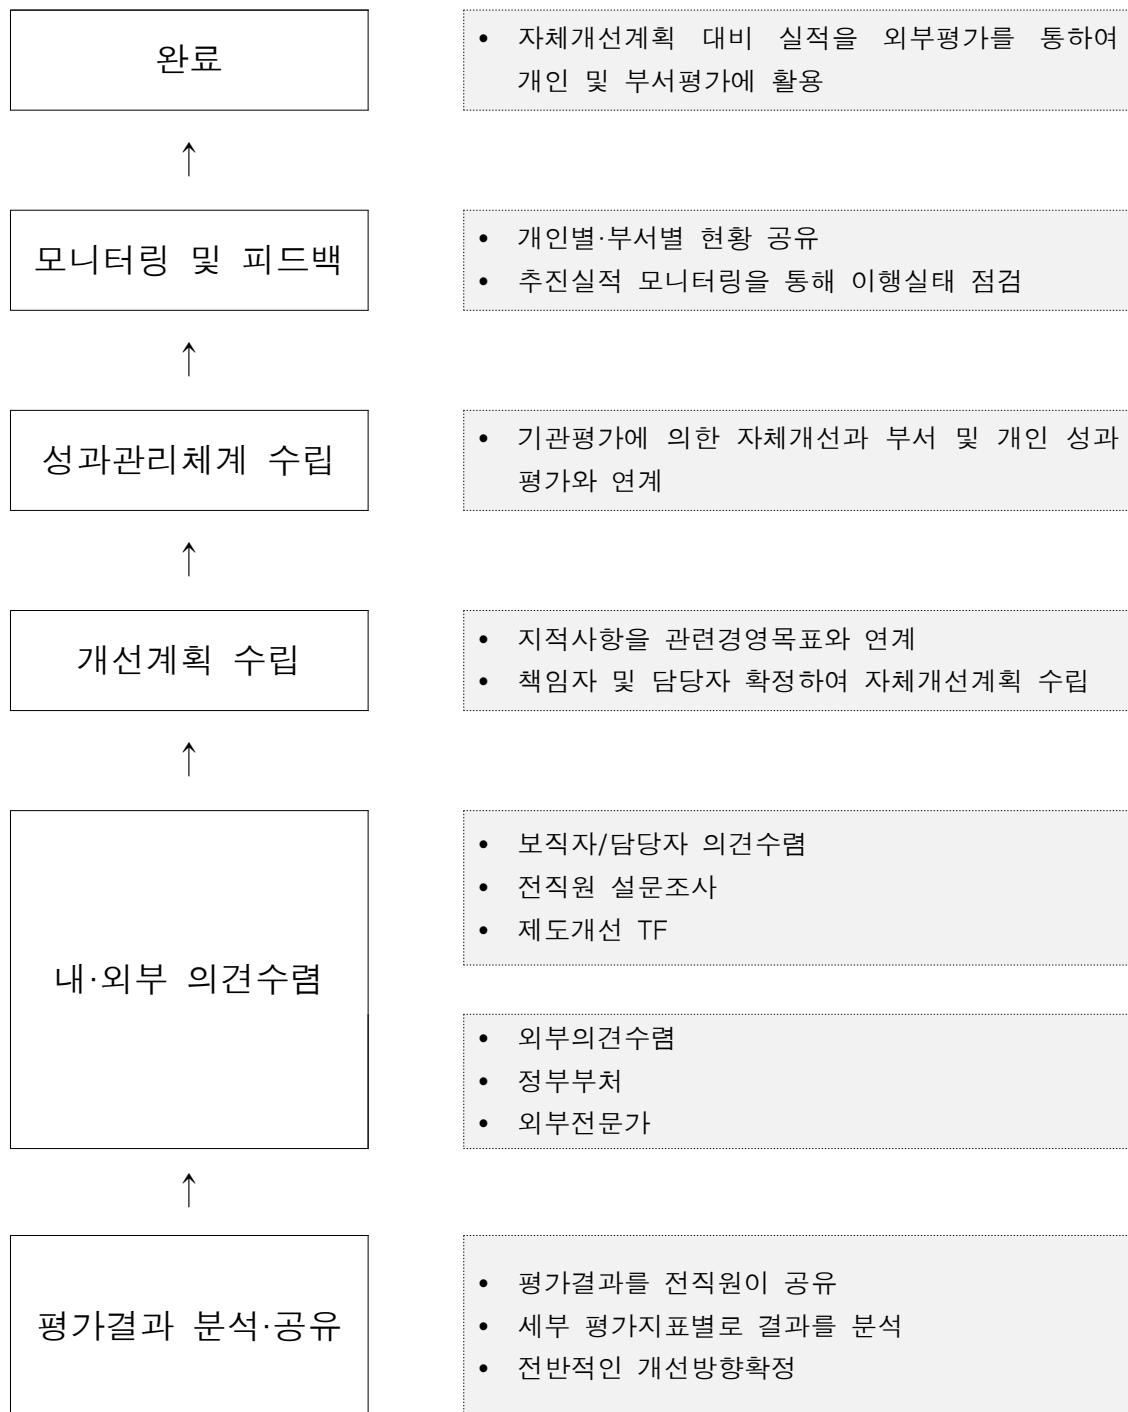 완료
• 자체개선계획 대비 실적을 외부평가를 통하여
개인 및 부서평가에 활용
↑
모니터링 및 피드백
• 개인별·부서별 현황 공유
• 추진실적 모니터링을 통해 이행실태 점검
↑
성과관리체계 수립
• 기관평가에 의한 자체개선과 부서 및 개인 성과
평가와 연계
↑
개선계획 수립
• 지적사항을 관련경영목표와 연계
• 책임자 및 담당자 확정하여 자체개선계획 수립
↑
내·외부 의견수렴
• 보직자/담당자 의견수렴
• 전직원 설문조사
• 제도개선 TF
• 외부의견수렴
• 정부부처
• 외부전문가
↑
평가결과 분석·공유
• 평가결과를 전직원이 공유
• 세부 평가지표별로 결과를 분석
• 전반적인 개선방향확정